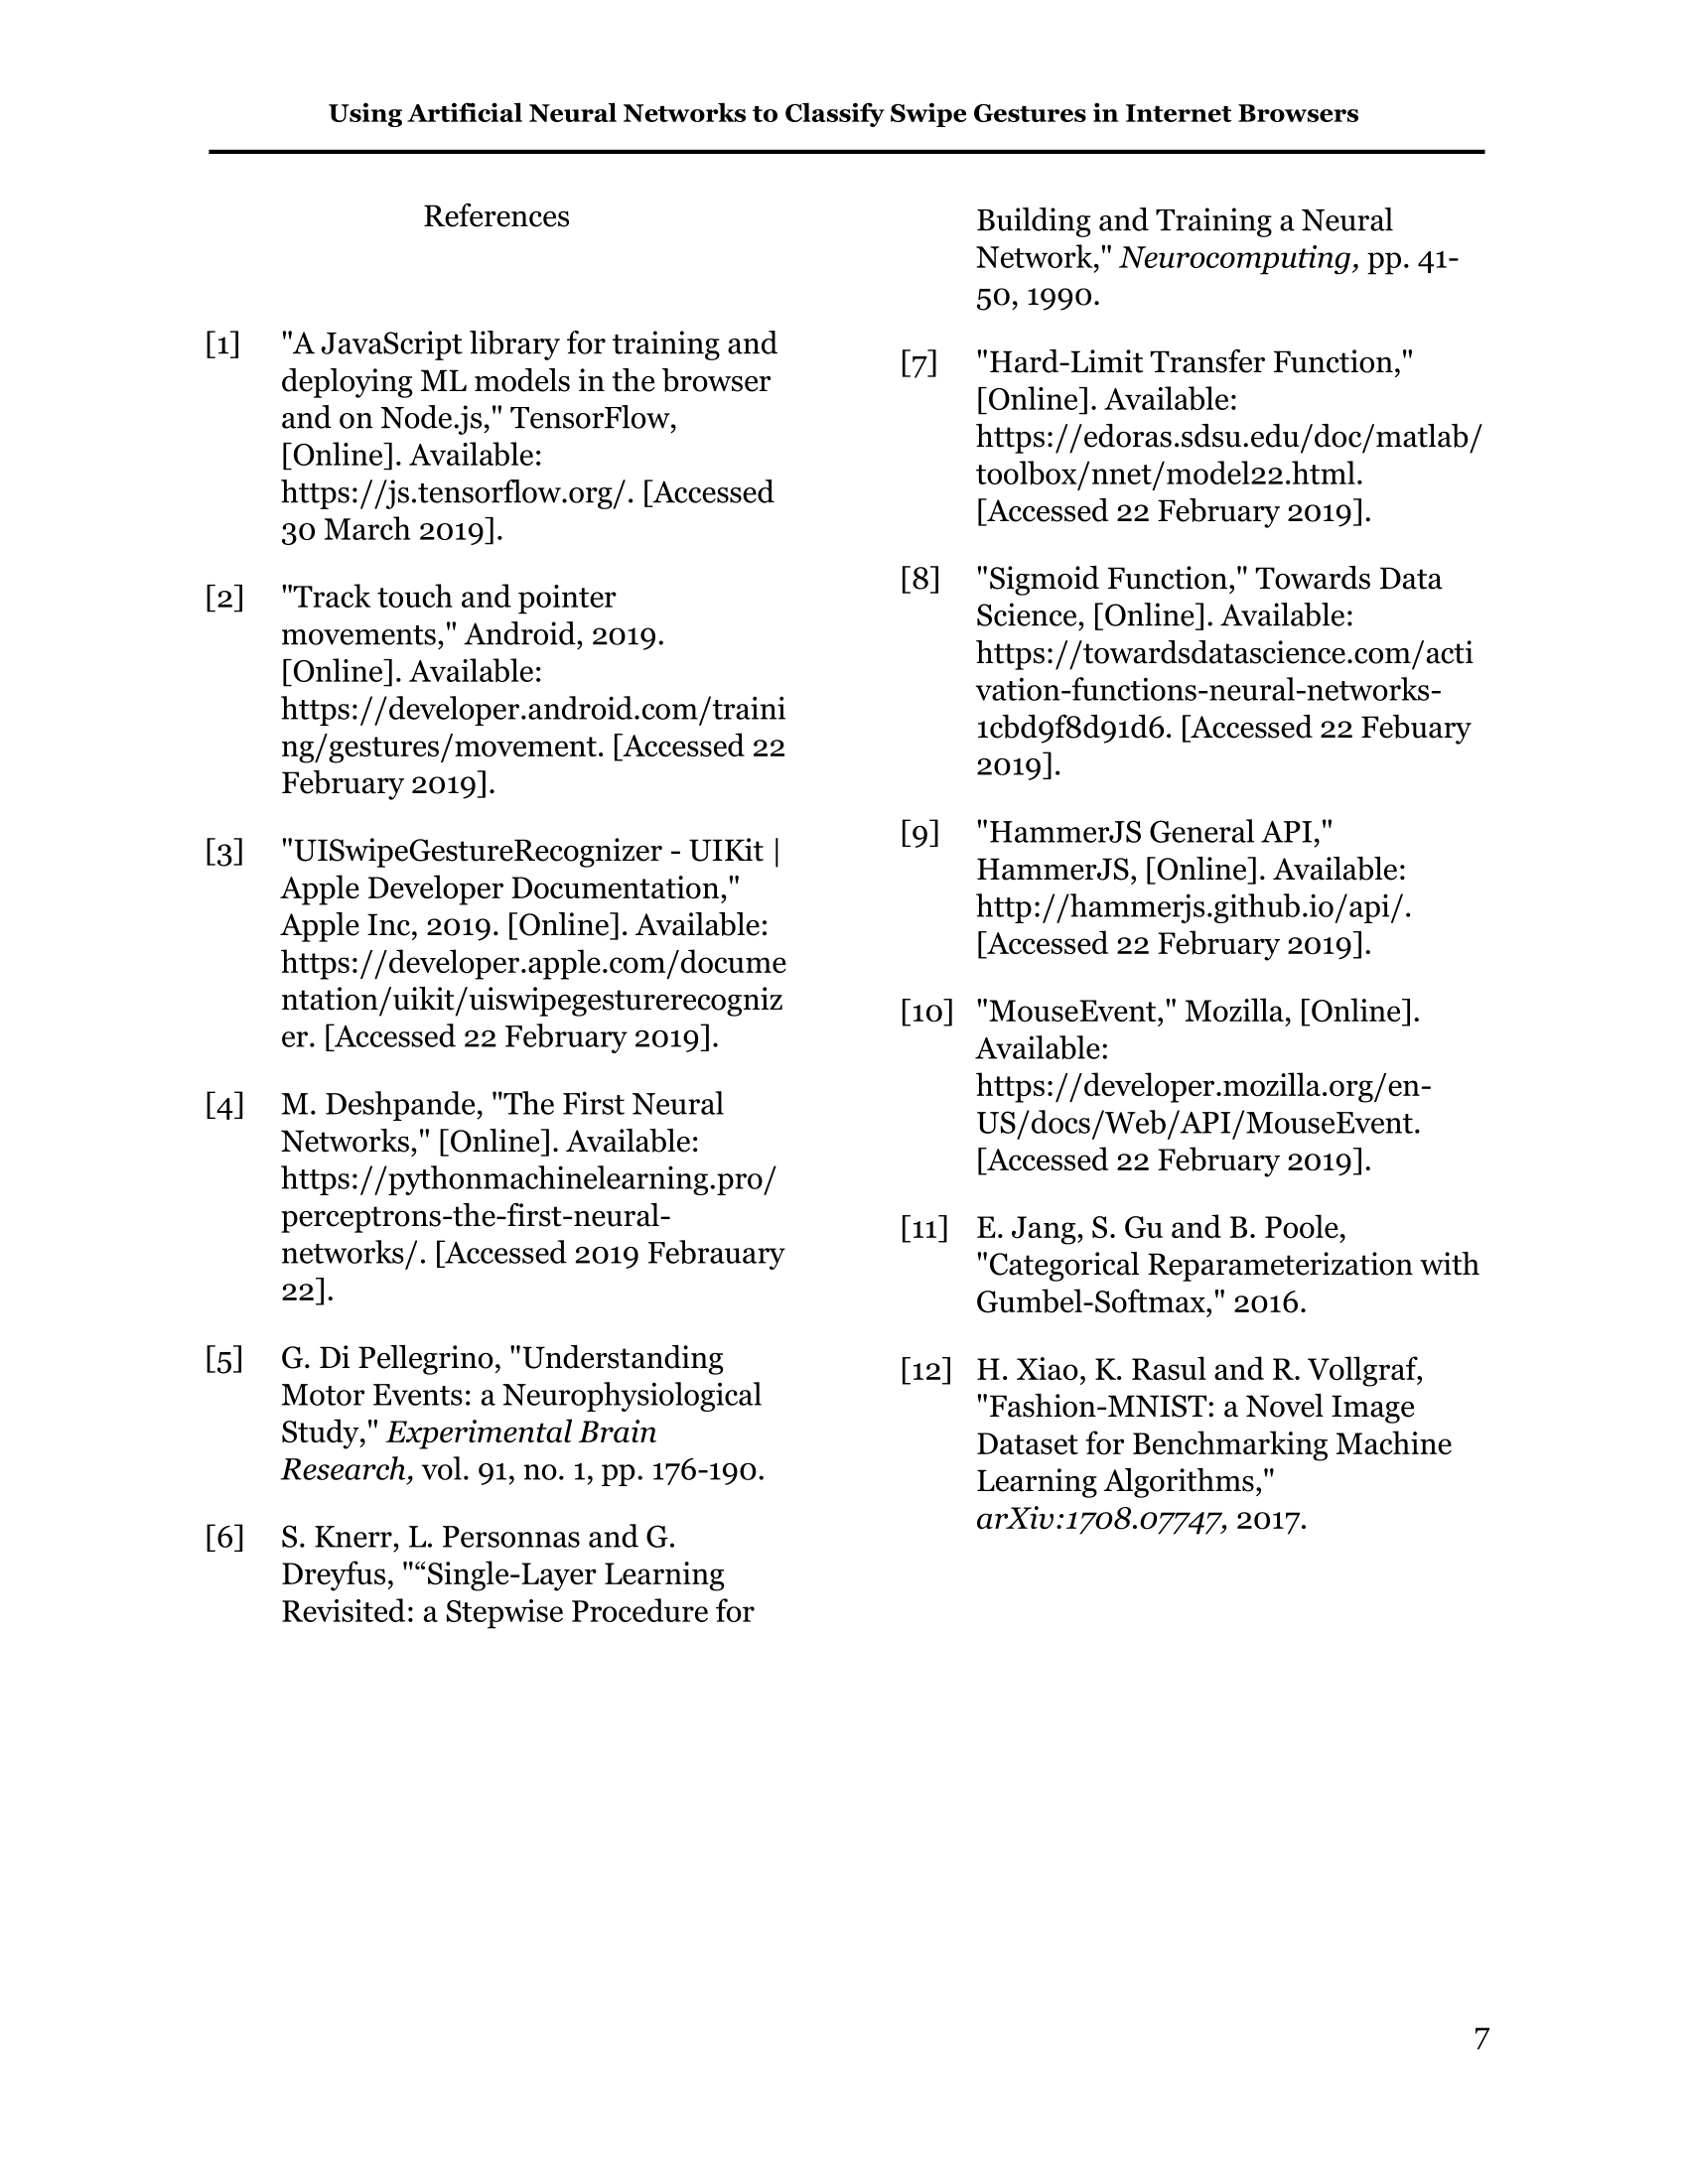 Using Artificial Neural Networks to Classify Swipe Gestures in Internet Browsers
References
[1] "A JavaScript library for training and
deploying ML models in the browser
and on Node.js," TensorFlow,
[Online]. Available:
https://js.tensorflow.org/. [Accessed
30 March 2019].
[2] "Track touch and pointer
movements," Android, 2019.
[Online]. Available:
https://developer.android.com/traini
ng/gestures/movement. [Accessed 22
February 2019].
[3] "UISwipeGestureRecognizer - UIKit |
Apple Developer Documentation,"
Apple Inc, 2019. [Online]. Available:
https://developer.apple.com/docume
ntation/uikit/uiswipegesturerecogniz
er. [Accessed 22 February 2019].
[4] M. Deshpande, "The First Neural
Networks," [Online]. Available:
https://pythonmachinelearning.pro/
perceptrons-the-first-neural-
networks/. [Accessed 2019 Febrauary
22].
[5] G. Di Pellegrino, "Understanding
Motor Events: a Neurophysiological
Study," Experimental Brain
Research, vol. 91, no. 1, pp. 176-190.
[6] S. Knerr, L. Personnas and G.
Dreyfus, "“Single-Layer Learning
Revisited: a Stepwise Procedure for
Building and Training a Neural
Network," Neurocomputing, pp. 41-
50, 1990.
[7] "Hard-Limit Transfer Function,"
[Online]. Available:
https://edoras.sdsu.edu/doc/matlab/
toolbox/nnet/model22.html.
[Accessed 22 February 2019].
[8] "Sigmoid Function," Towards Data
Science, [Online]. Available:
https://towardsdatascience.com/acti
vation-functions-neural-networks-
1cbd9f8d91d6. [Accessed 22 Febuary
2019].
[9] "HammerJS General API,"
HammerJS, [Online]. Available:
http://hammerjs.github.io/api/.
[Accessed 22 February 2019].
[10] "MouseEvent," Mozilla, [Online].
Available:
https://developer.mozilla.org/en-
US/docs/Web/API/MouseEvent.
[Accessed 22 February 2019].
[11] E. Jang, S. Gu and B. Poole,
"Categorical Reparameterization with
Gumbel-Softmax," 2016.
[12] H. Xiao, K. Rasul and R. Vollgraf,
"Fashion-MNIST: a Novel Image
Dataset for Benchmarking Machine
Learning Algorithms,"
arXiv:1708.07747, 2017.
7